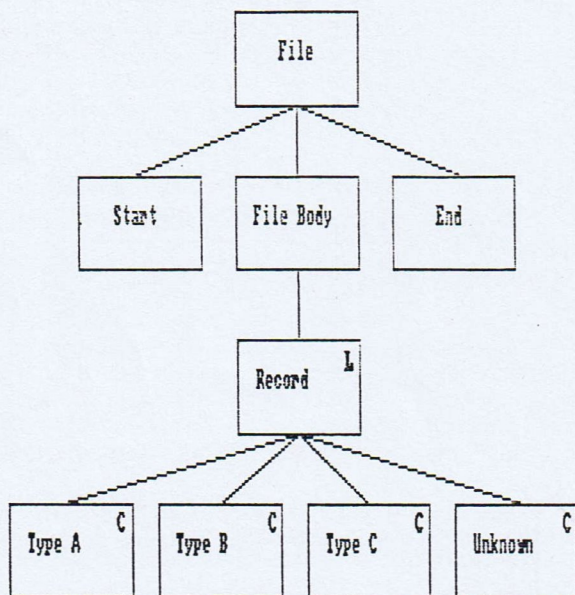 File
Start
File Body
End
L
Record
C
Type A
C
Type B
C
Type C
C
Unknown